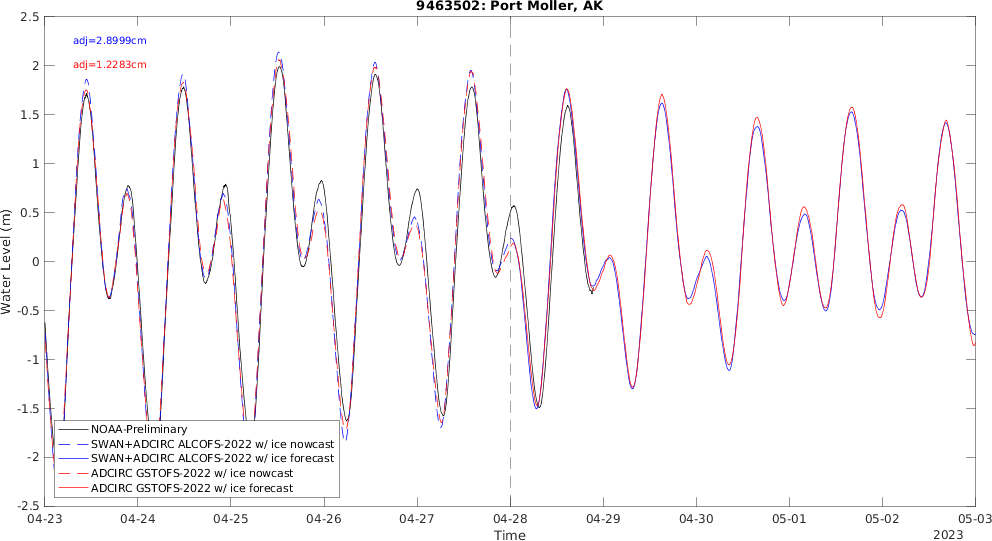 9463502: Port Moller, AK
adj=2.8999cm
adj=1.2283cm
2.5
2
1.5
1
0.5
0
-0.5
-1
-1.5
-2
-2.5
Water Level (m)
NOAA-Preliminary
SWAN+ADCIRC ALCOFS-2022 w/ ice nowcast
SWAN+ADCIRC ALCOFS-2022 w/ ice forecast
ADCIRC GSTOFS-2022 w/ ice nowcast
ADCIRC GSTOFS-2022 w/ ice forecast
04-23 04-24 04-25 04-26 04-27 04-28 04-29 04-30 05-01 05-02 05-03
Time
2023